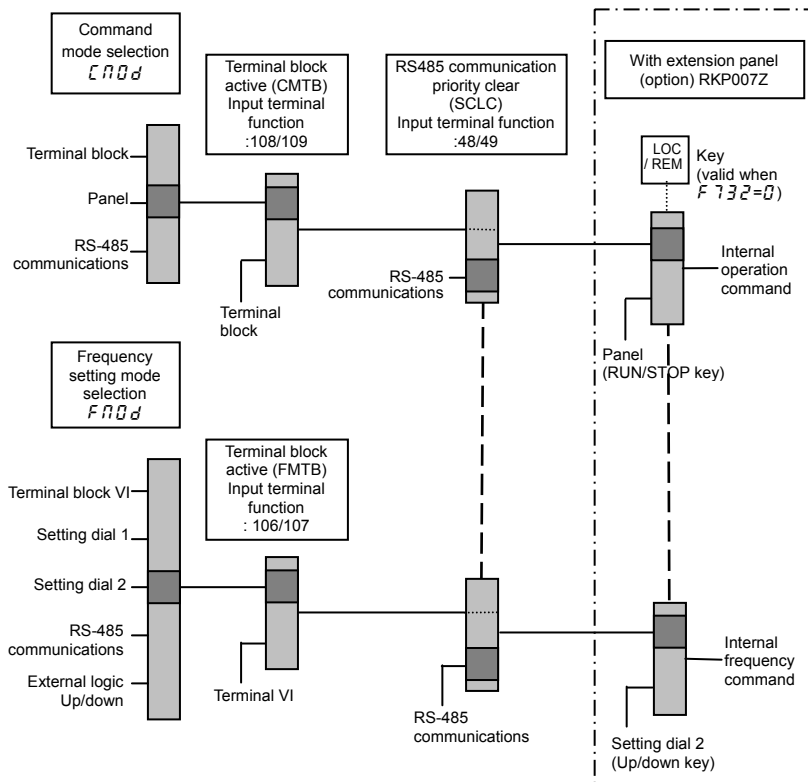 Command
mode selection
CMOd
Terminal block
active (CMTB)
Input terminal
function
:108/109
RS485 communication
priority clear
(SCLC)
Input terminal function
:48/49
With extension panel
(option) RKP007Z
Terminal block
Panel
RS-485
communications
Terminal
block
RS-485
communications
LOC
/ REM
Key
(valid when
F732=0)
Internal
operation
command
Panel
(RUN/STOP key)
Frequency
setting mode
selection
FMOd
Terminal block
active (FMTB)
Input terminal
function
: 106/107
Terminal block VI
Setting dial 1
Setting dial 2
RS-485
communications
External logic
Up/down
Terminal VI
RS-485
communications
Internal
frequency
command
Setting dial 2
(Up/down key)